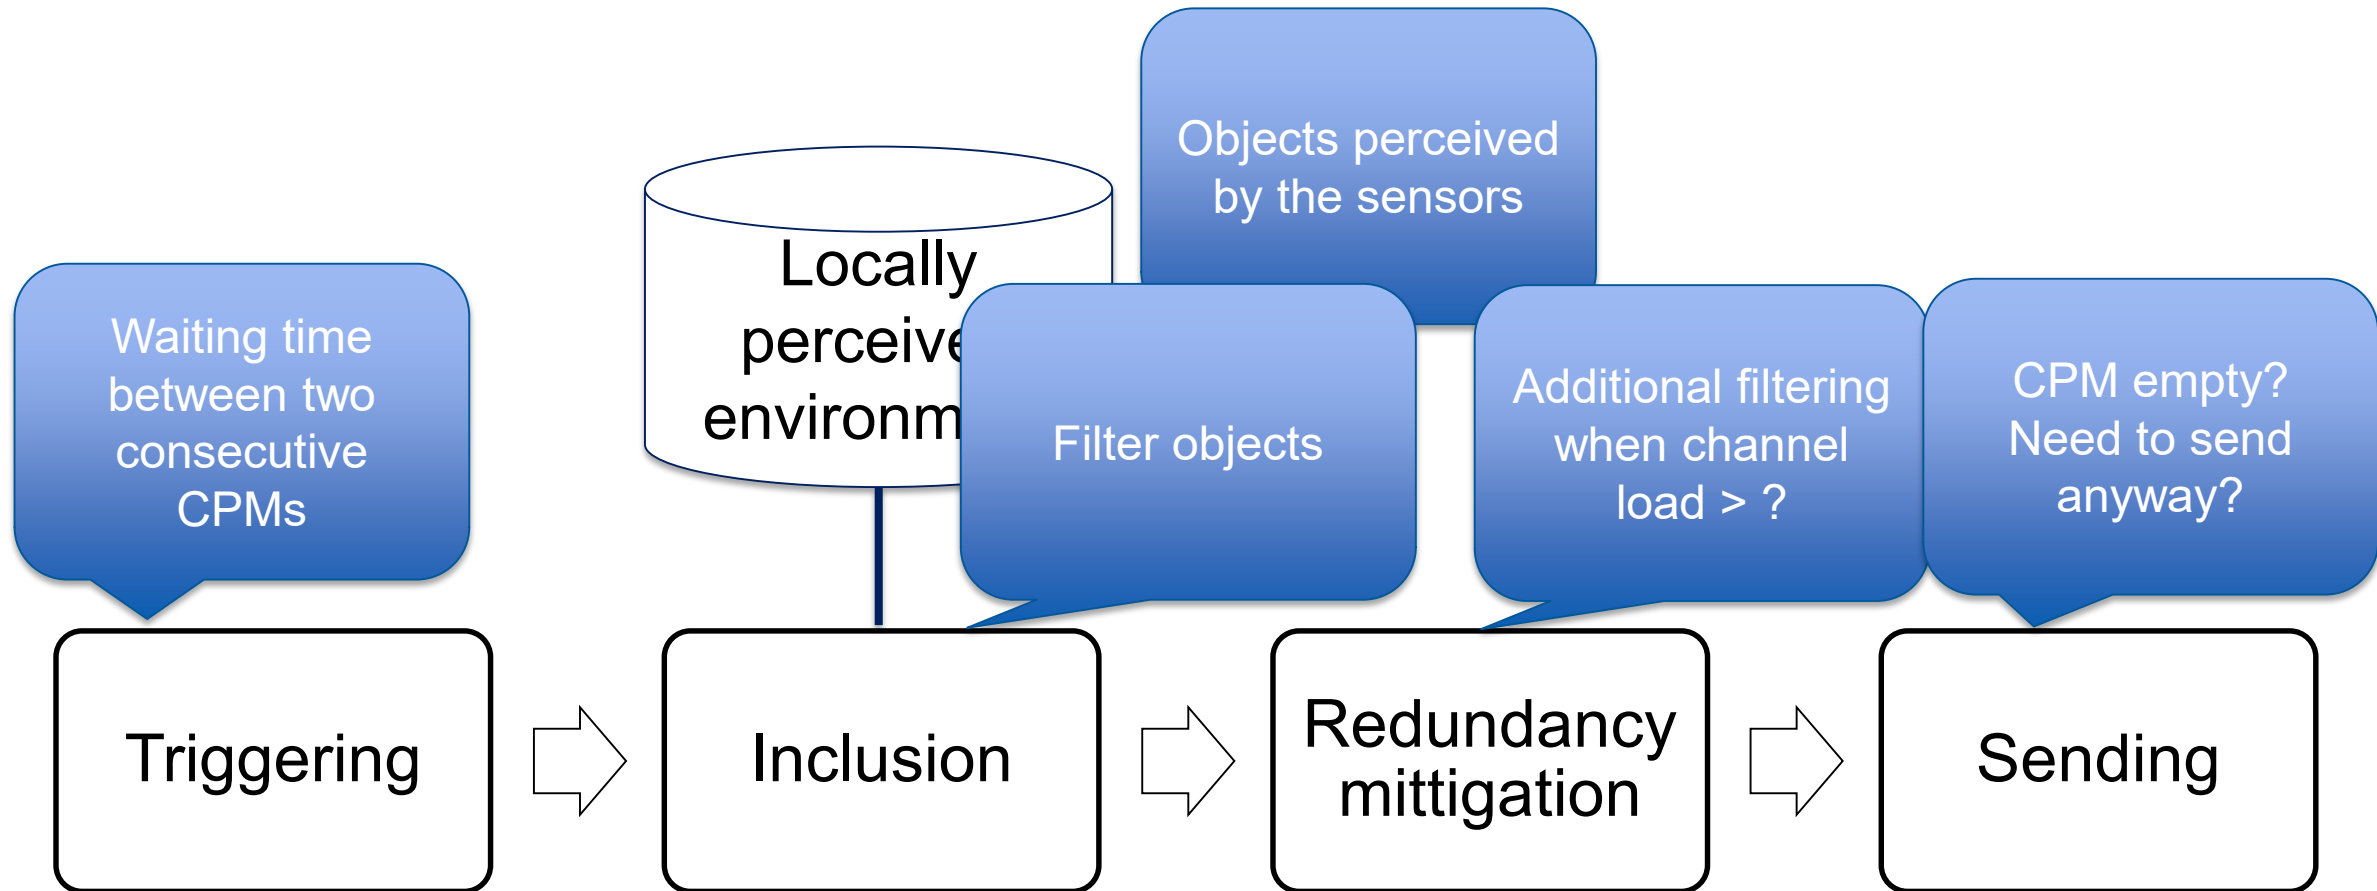 Objects perceived
by the sensors
Locally
perceive
environm
Waiting time
between two
consecutive
CPMs
Filter objects
Additional filtering
when channel
load > ?
CPM empty?
Need to send
anyway?
Triggering
Inclusion
Redundancy
mittigation
Sending